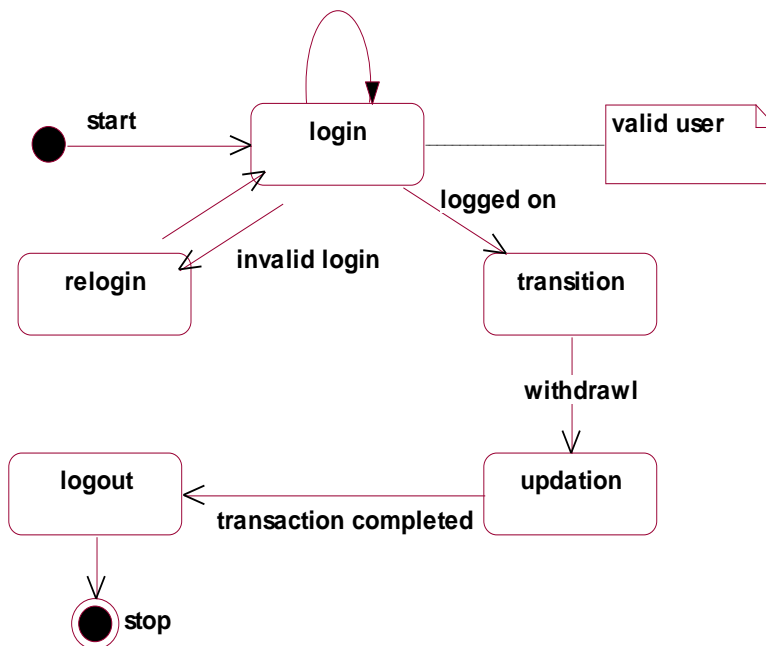 start
login
valid user
logged on
invalid login
relogin
transition
withdrawl
logout
updation
transaction completed
stop